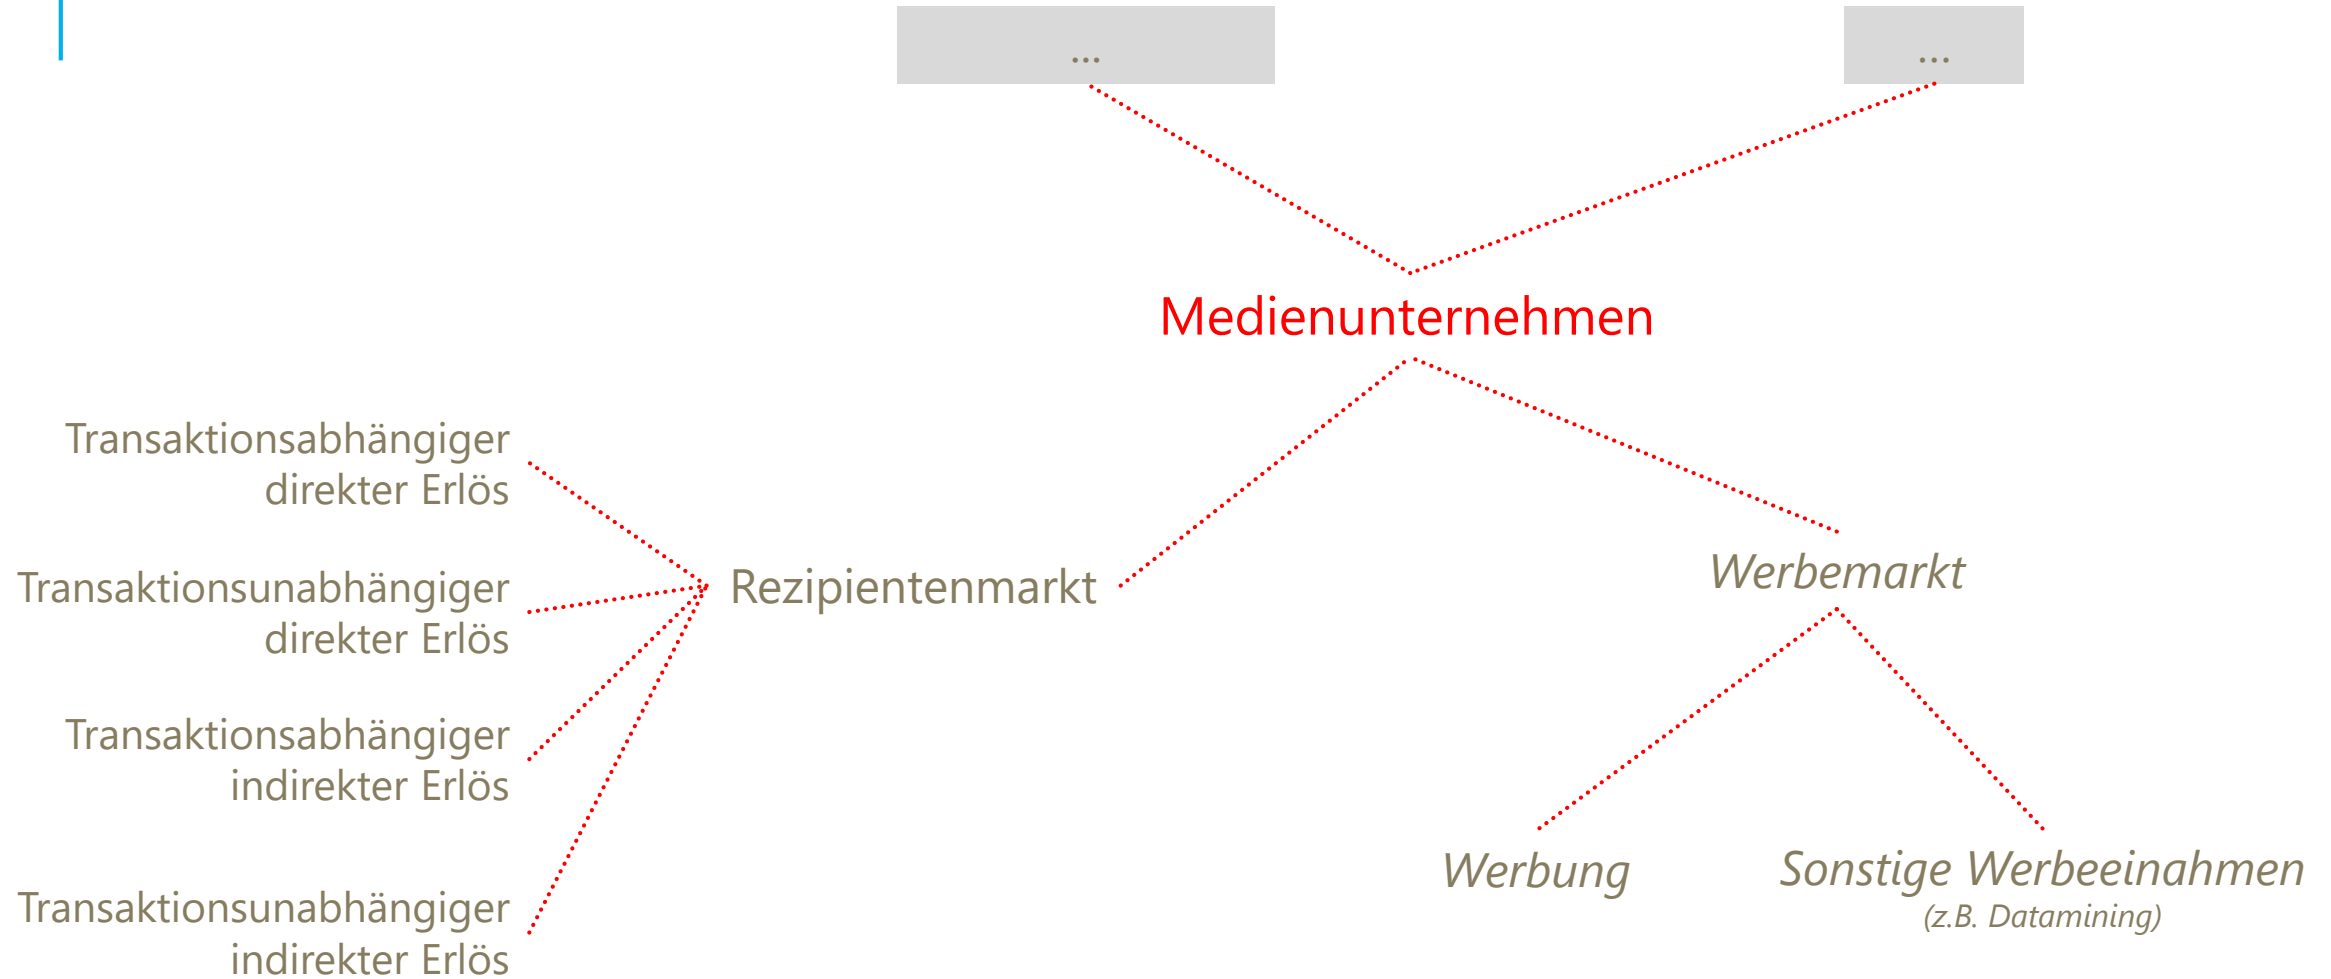 ...
...
Medienunternehmen
Transaktionsabhängiger
direkter Erlös
Transaktionsunabhängiger
direkter Erlös
Rezipientenmarkt
Werbemarkt
Transaktionsabhängiger
indirekter Erlös
Transaktionsunabhängiger
indirekter Erlös
Werbung
Sonstige Werbeeinahmen
(z.B. Datamining)